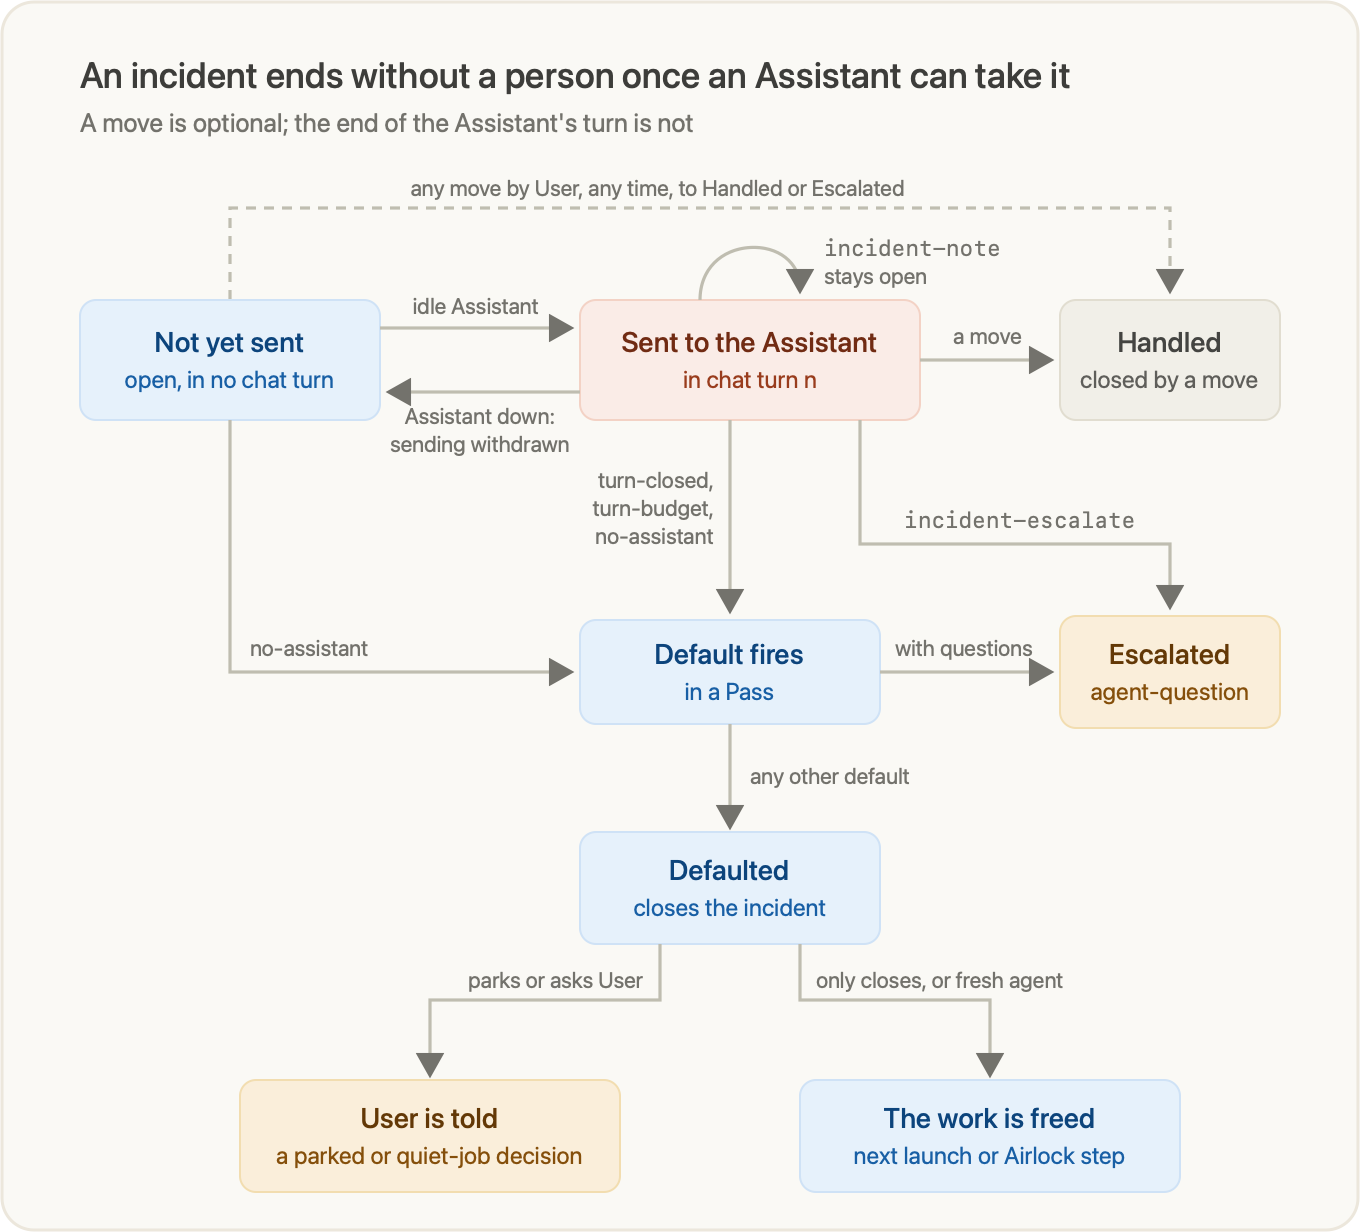 An incident ends without a person once an Assistant can take it
A move is optional; the end of the Assistant's turn is not
any move by User, any time, to Handled or Escalated
incident-note
stays open
idle Assistant
Not yet sent
open, in no chat turn
Sent to the Assistant
in chat turn n
a move
Handled
closed by a move
Assistant down:
sending withdrawn
turn-closed,
turn-budget,
no-assistant
incident-escalate
no-assistant
Default fires
in a Pass
with questions
Escalated
agent-question
any other default
Defaulted
closes the incident
parks or asks User
only closes, or fresh agent
User is told
a parked or quiet-job decision
The work is freed
next launch or Airlock step